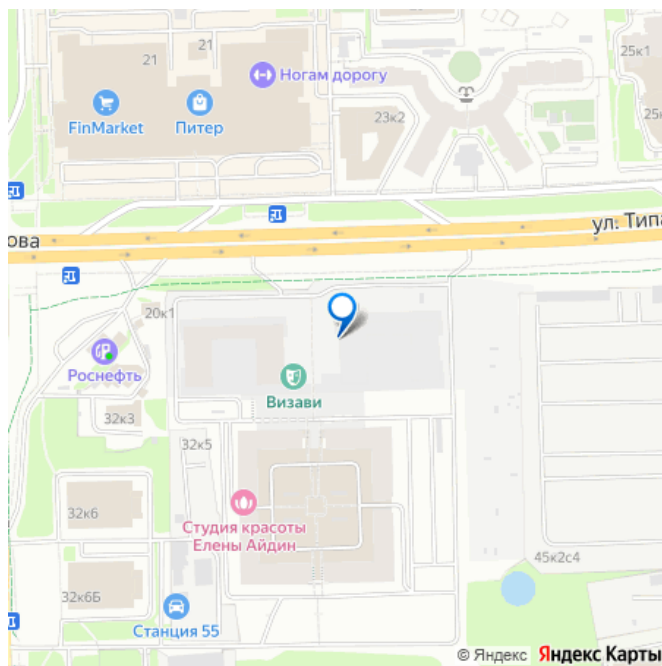 25к1
21
21
Ногам дорогу
FinMarket
Питер
23к2
25к
ова
ул. Типа
20к1
Роснефть
Визави
32к3
32к5
32к6
Студия красоты
Елены Айдин
45к2с4
32к6Б
Станция 55
© Яндекс Яндекс Карты